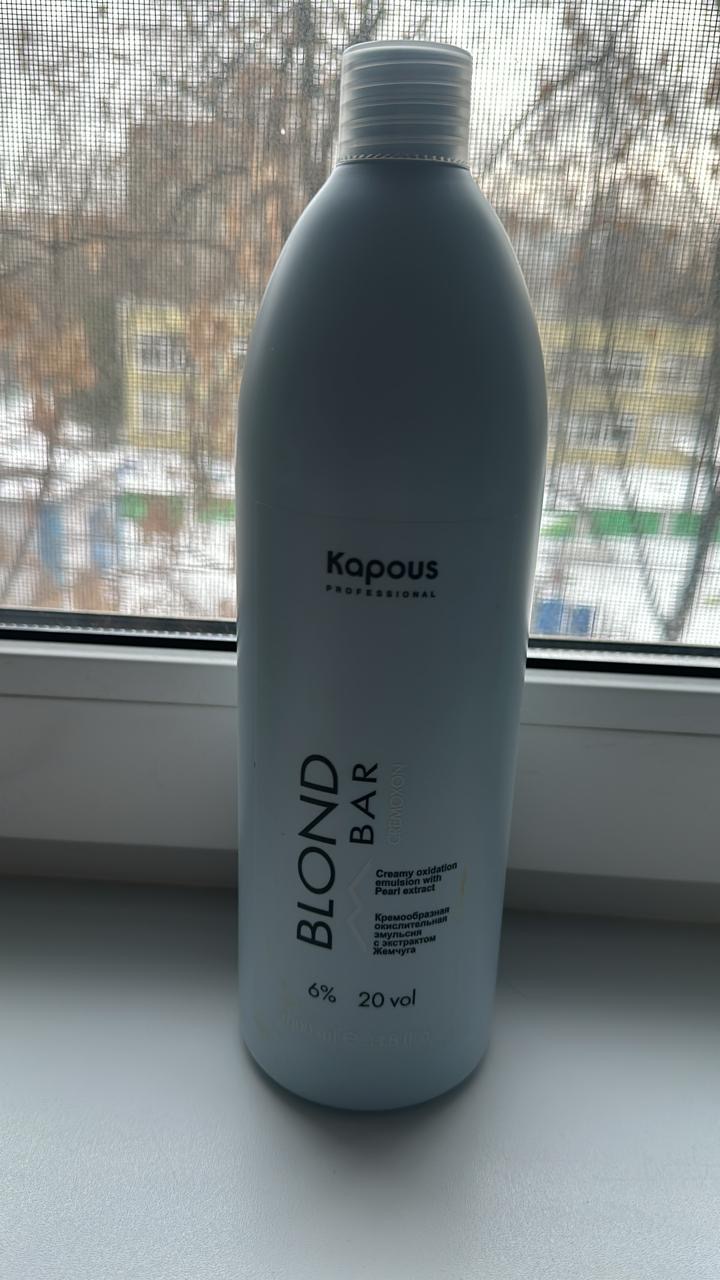 Kapous
PROFESSIONAL
BLOND
BAR
CREMOXON
Creamy oxidation
emulsion with
Pearl extract
Кремообразная
окислительная
эмульсия
с экстрактом
Жемчуга
6% 20 vol